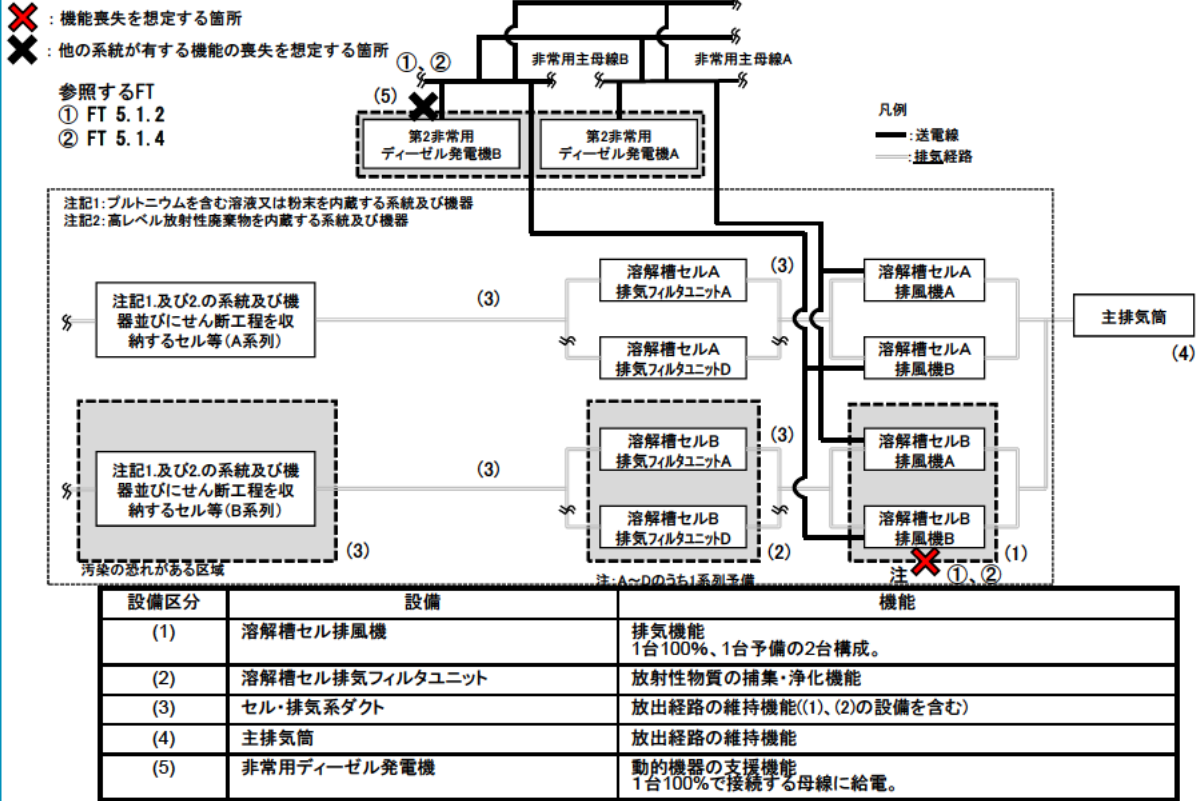 ：機能喪失を想定する箇所
：他の系統が有する機能の喪失を想定する箇所
参照するFT
① FT 5.1.2
② FT 5.1.4
①、②
(5)
非常用主母線B
非常用主母線A
第2非常用
ディーゼル発電機B
第2非常用
ディーゼル発電機A
凡例
：送電線
：排気経路
注記1：プルトニウムを含む溶液又は粉末を内蔵する系統及び機器
注記2：高レベル放射性廃棄物を内蔵する系統及び機器
注記1.及び2.の系統及び機
器並びにせん断工程を収
納するセル等(A系列)
(3)
溶解槽セルA
排気フィルタユニットA
溶解槽セルA
排気フィルタユニットD
(3)
溶解槽セルA
排風機A
溶解槽セルA
排風機B
主排気筒
(4)
注記1.及び2.の系統及び機
器並びにせん断工程を収
納するセル等(B系列)
(3)
(3)
溶解槽セルB
排気フィルタユニットA
溶解槽セルB
排気フィルタユニットD
(2)
(3)
溶解槽セルB
排風機A
溶解槽セルB
排風機B
(1)
注
①、②
汚染の恐れがある区域
注：A～Dのうち1系列予備
設備区分 設備 機能
(1) 溶解槽セル排風機 排気機能
1台100%、1台予備の2台構成。
(2) 溶解槽セル排気フィルタユニット 放射性物質の捕集・浄化機能
(3) セル・排気系ダクト 放出経路の維持機能((1)、(2)の設備を含む)
(4) 主排気筒 放出経路の維持機能
(5) 非常用ディーゼル発電機 動的機器の支援機能
1台100%で接続する母線に給電。